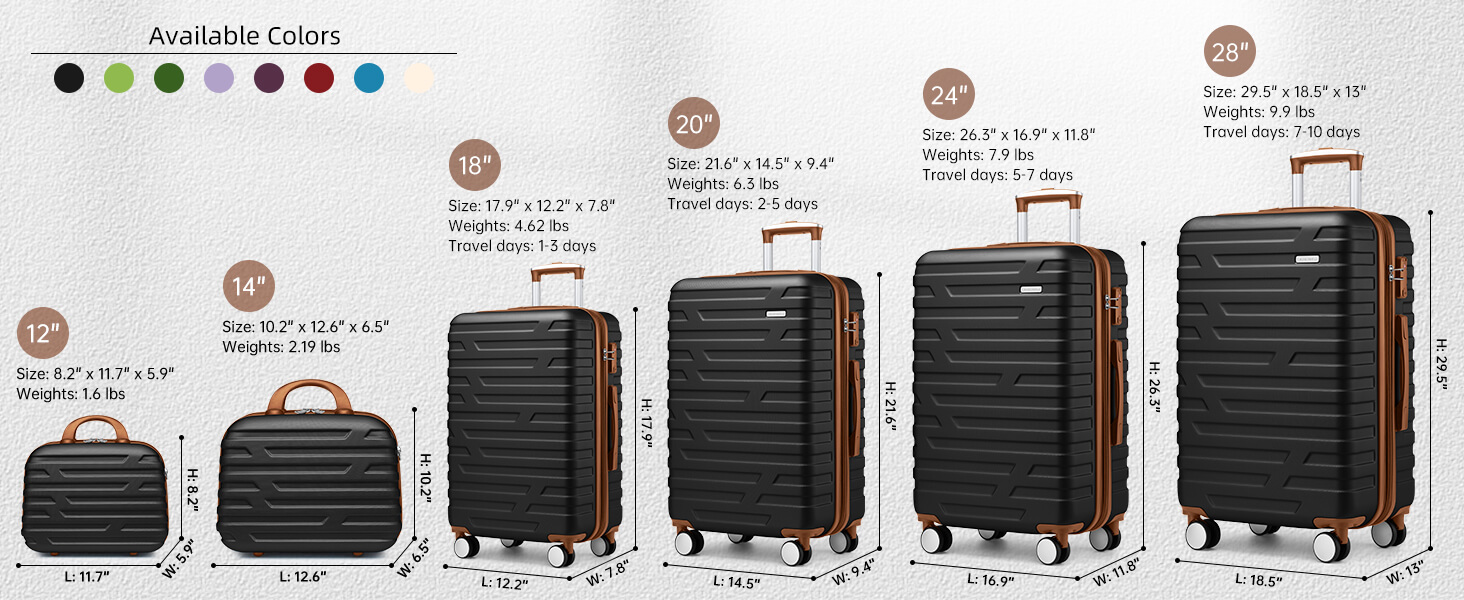 Available Colors
12"
Size: 8.2" x 11.7" x 5.9"
Weights: 1.6 lbs
H: 8.2"
L: 11.7"
W: 5.9"
14"
Size: 10.2" x 12.6" x 6.5"
Weights: 2.19 lbs
H: 10.2"
L: 12.6"
W: 6.5"
18"
Size: 17.9" x 12.2" x 7.8"
Weights: 4.62 lbs
Travel days: 1-3 days
H: 17.9"
L: 12.2"
W: 7.8"
20"
Size: 21.6" x 14.5" x 9.4"
Weights: 6.3 lbs
Travel days: 2-5 days
H: 21.6"
L: 14.5"
W: 9.4"
24"
Size: 26.3" x 16.9" x 11.8"
Weights: 7.9 lbs
Travel days: 5-7 days
H: 26.3"
L: 16.9"
W: 11.8"
28"
Size: 29.5" x 18.5" x 13"
Weights: 9.9 lbs
Travel days: 7-10 days
H: 29.5"
L: 18.5"
W: 13"